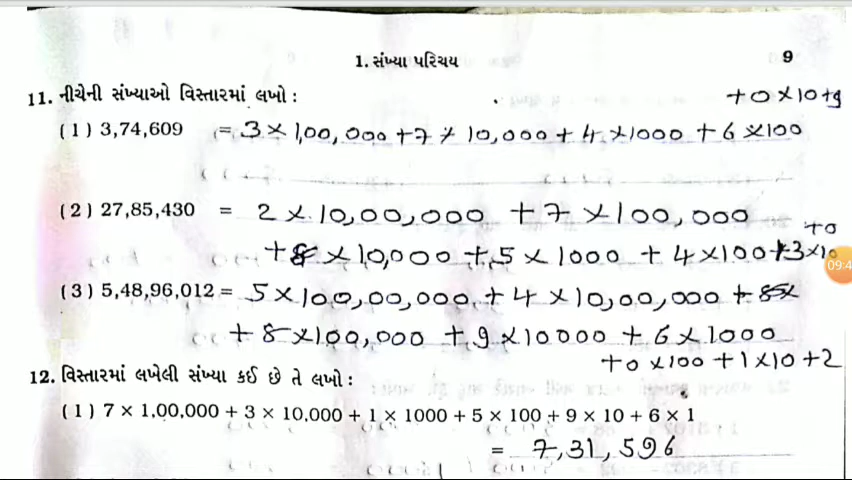 1. સંખ્યા પરિચય 9
11. નીચેની સંખ્યાઓ વિસ્તારમાં લખો :
+0×10+9
(1) 3,74,609 = 3×1,00,000+7×10,000+4×1000+6×100
(2) 27,85,430 = 2×10,00,000+7×100,000
+0
+8×10,000+5×1000+4×100+3×10
(3) 5,48,96,012= 5×100,00,000+4×10,00,000
+8×100,000+9×10000+6×1000
+0×100+1×10+2
12. વિસ્તારમાં લખેલી સંખ્યા કઈ છે તે લખો :
(1) 7 × 1,00,000 + 3 × 10,000 + 1 × 1000 + 5 × 100 + 9 × 10 + 6 × 1
= 7,31,596
09:4